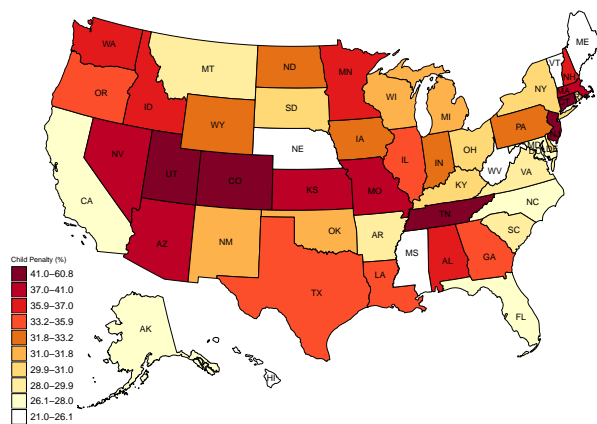 ME
WA
VT
MT
ND
MN
NH
OR
ID
SD
WI
NY
MA
WY
MI
IA
PA
NE
NV
IL
IN
OH
UT
CO
WV
CA
KS
MO
KY
VA
TN
NC
AZ
NM
OK
AR
SC
MS
AL
GA
TX
LA
FL
AK
HI
Child Penalty (%)
41.0–60.8
37.0–41.0
35.9–37.0
33.2–35.9
31.8–33.2
31.0–31.8
29.9–31.0
28.0–29.9
26.1–28.0
21.0–26.1